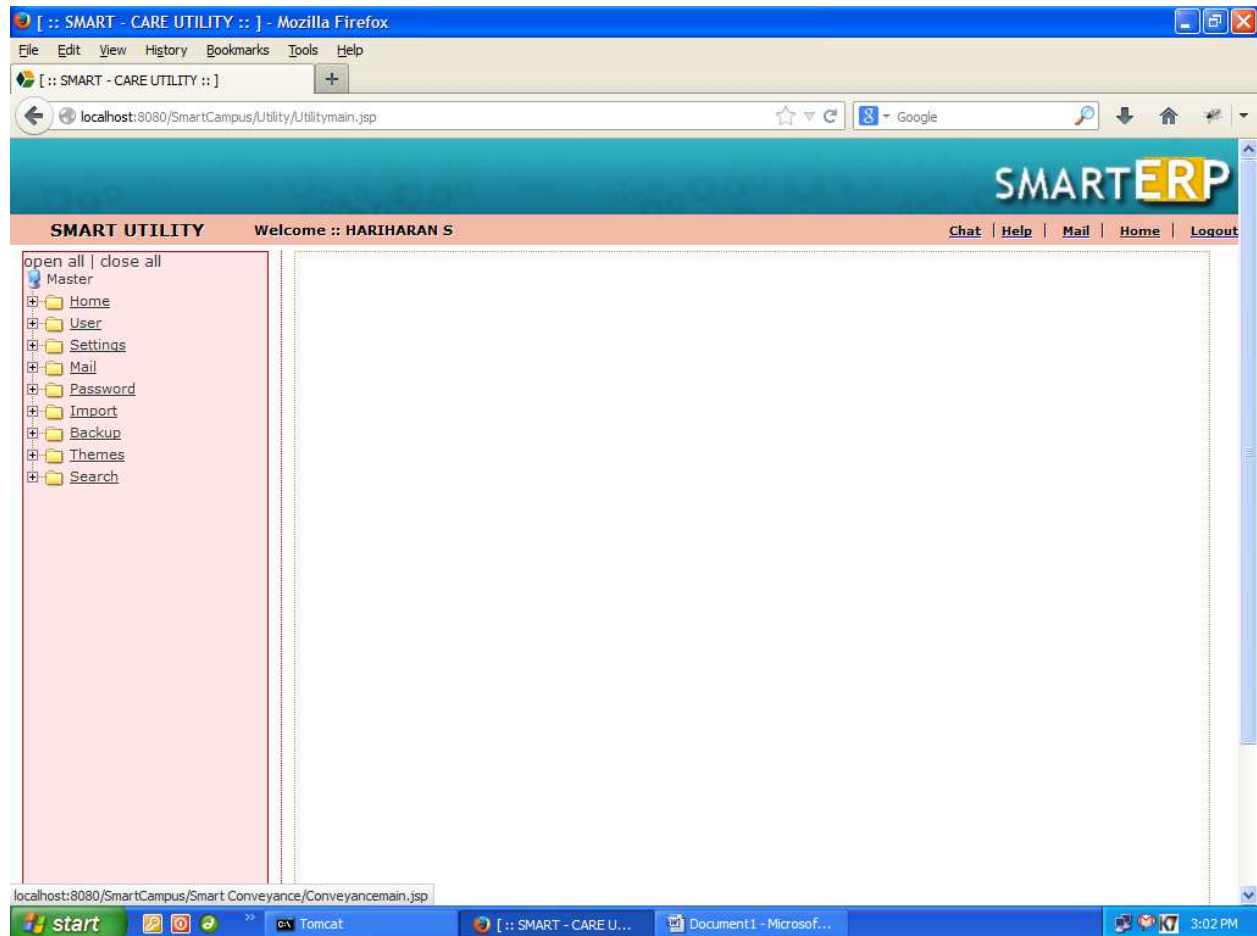 [ :: SMART - CARE UTILITY :: ] - Mozilla Firefox
File Edit View History Bookmarks Tools Help
[ :: SMART - CARE UTILITY :: ] +
localhost:8080/SmartCampus/Utility/Utilitymain.jsp 8 Google
SMARTERP
SMART UTILITY Welcome :: HARIHARAN S Chat | Help | Mail | Home | Logout
open all | close all
Master
Home
User
Settings
Mail
Password
Import
Backup
Themes
Search
localhost:8080/SmartCampus/Smart Conveyance/Conveyancemain.jsp
start » Tomcat [ :: SMART - CARE U... Document1 - Microsof... 3:02 PM